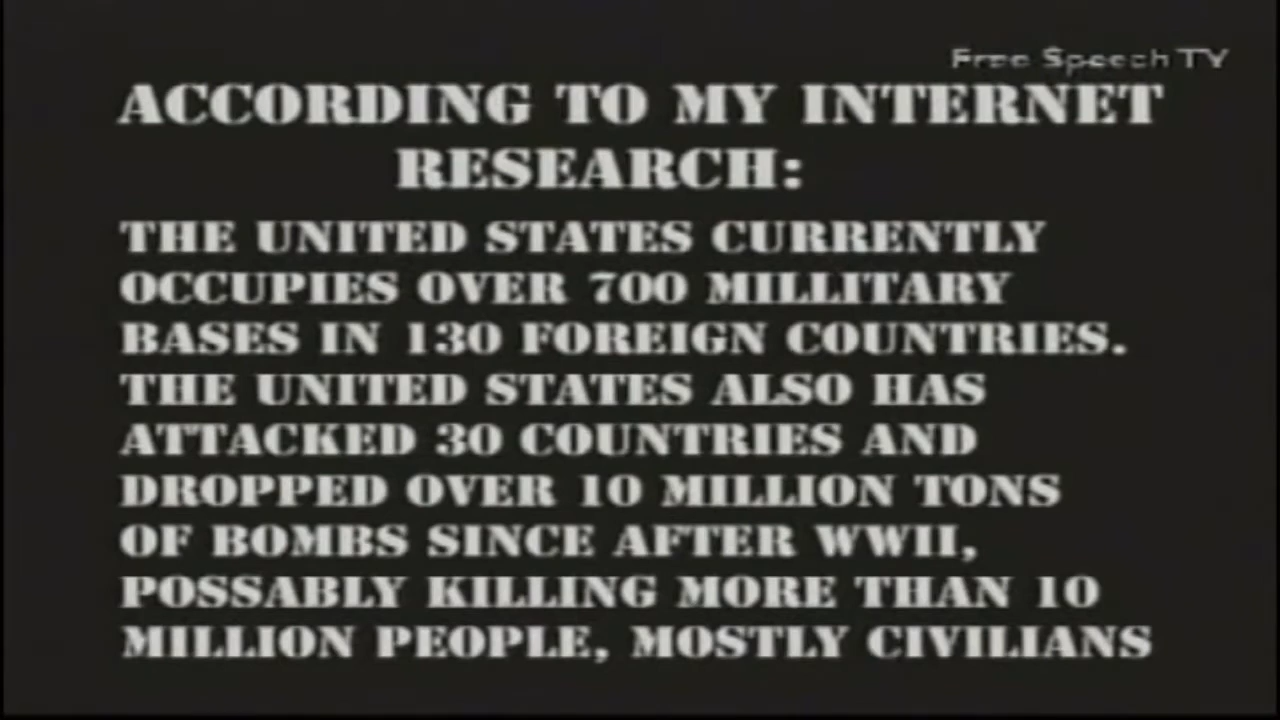 Free Speech TV
ACCORDING TO MY INTERNET
RESEARCH:
THE UNITED STATES CURRENTLY
OCCUPIES OVER 700 MILLITARY
BASES IN 130 FOREIGN COUNTRIES.
THE UNITED STATES ALSO HAS
ATTACKED 30 COUNTRIES AND
DROPPED OVER 10 MILLION TONS
OF BOMBS SINCE AFTER WWII,
POSSABLY KILLING MORE THAN 10
MILLION PEOPLE, MOSTLY CIVILIANS